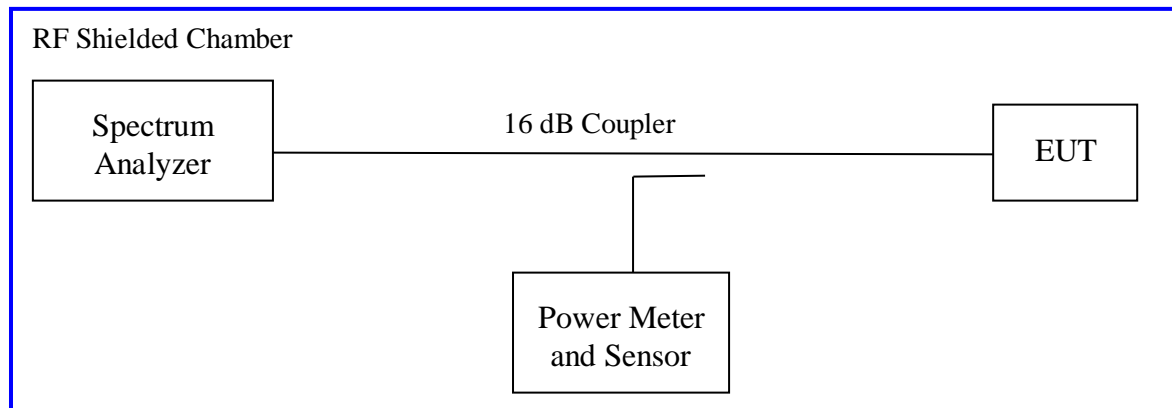 RF Shielded Chamber
Spectrum
Analyzer
16 dB Coupler
EUT
Power Meter
and Sensor